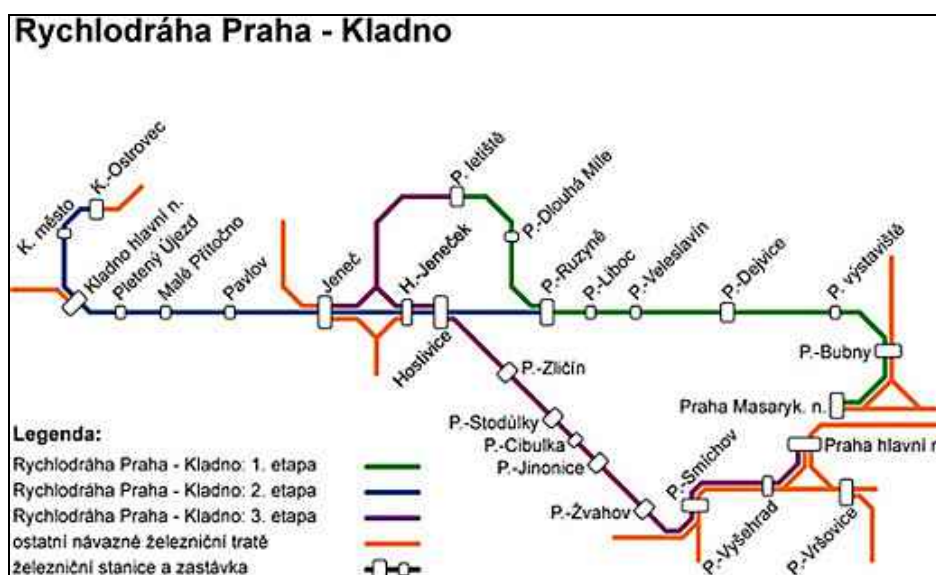 Rychlodráha Praha - Kladno
K.-Ostrovec
K. město
Kladno hlavní n.
Pletený Újezd
Malé Přítočno
Pavlov
Jeneč
H.-Jeneček
Hostivice
P. letiště
P.-Dlouhá Míle
P.-Ruzyně
P.-Liboc
P.-Veleslavín
P.-Dejvice
P. výstaviště
P.-Bubny
Praha Masaryk. n.
P.-Zličín
P.-Stodůlky
P.-Cibulka
P.-Jinonice
P.-Žvahov
P.-Smíchov
P.-Vyšehrad
P.-Vršovice
Praha hlavní n
Legenda:
Rychlodráha Praha - Kladno: 1. etapa
Rychlodráha Praha - Kladno: 2. etapa
Rychlodráha Praha - Kladno: 3. etapa
ostatní návazné železniční tratě
železniční stanice a zastávka